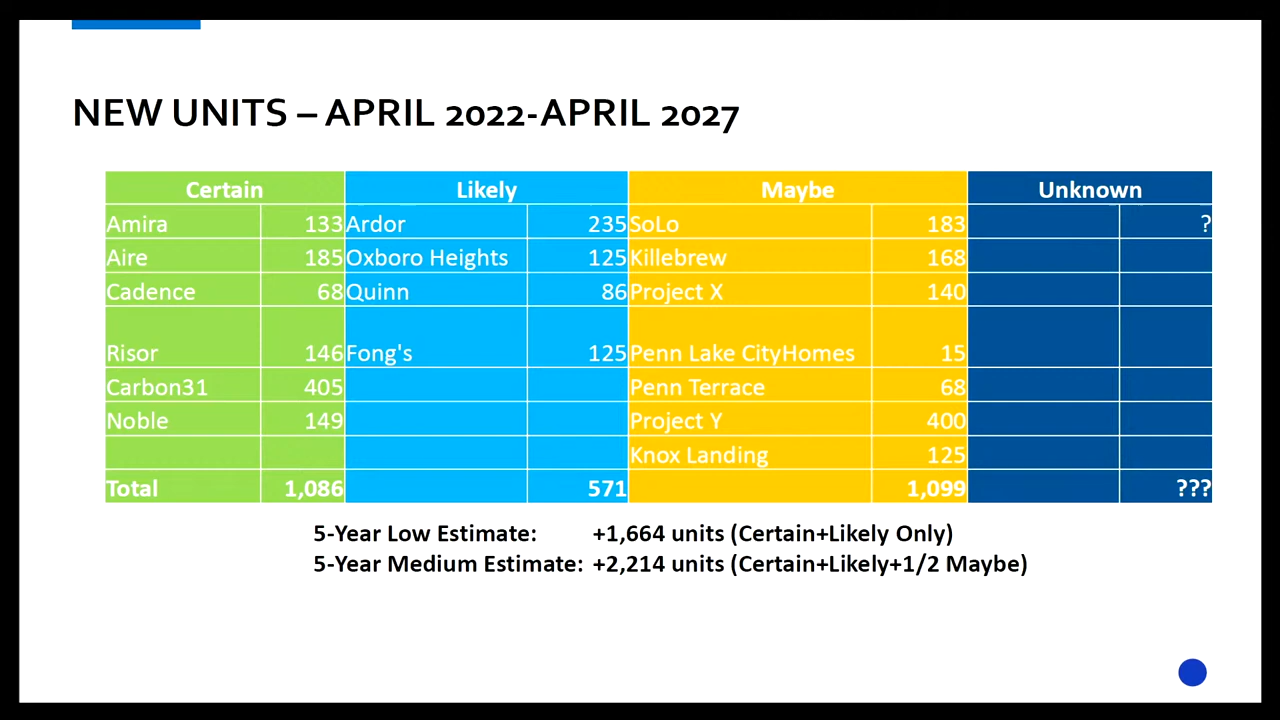 NEW UNITS – APRIL 2022-APRIL 2027
Certain Likely Maybe Unknown
Amira 133 Ardor 235 SoLo 183 ?
Aire 185 Oxboro Heights 125 Killebrew 168
Cadence 68 Quinn 86 Project X 140
Risor 146 Fong's 125 Penn Lake CityHomes 15
Carbon31 405 Penn Terrace 68
Noble 149 Project Y 400
Knox Landing 125
Total 1,086 571 1,099 ???
5-Year Low Estimate: +1,664 units (Certain+Likely Only)
5-Year Medium Estimate: +2,214 units (Certain+Likely+1/2 Maybe)